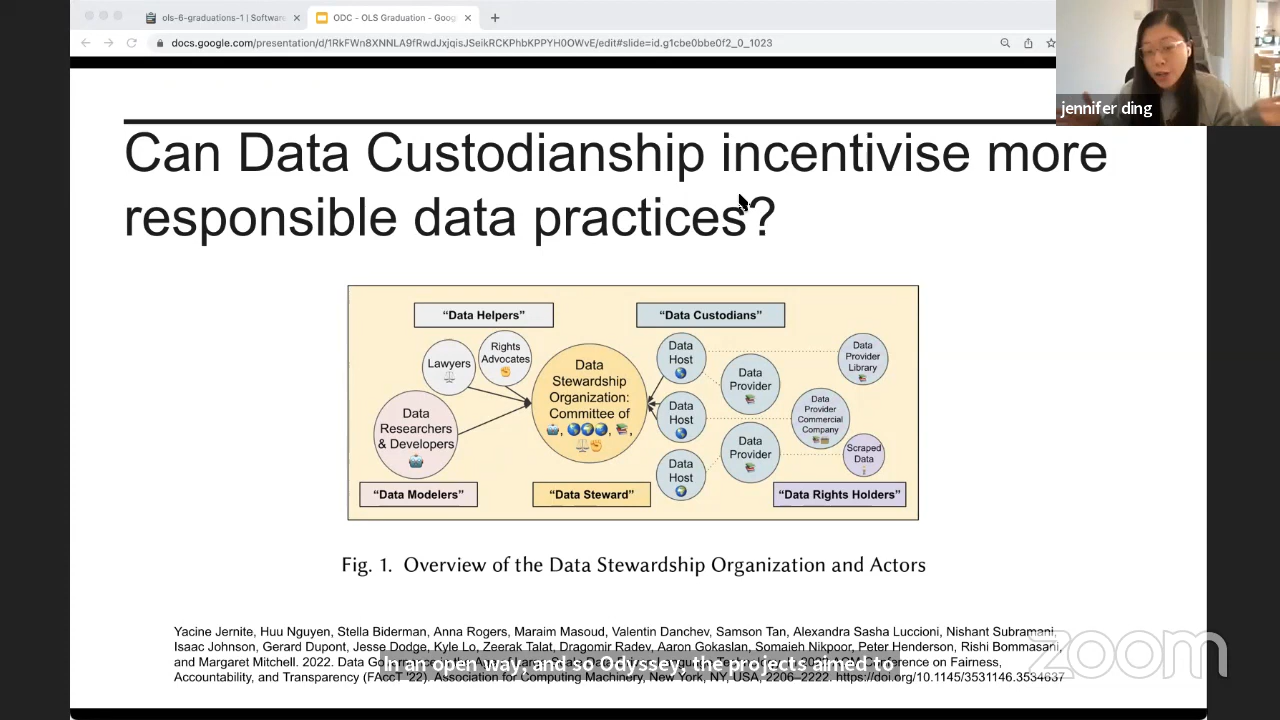 ols-6-graduations-1 | Softwar
ODC - OLS Graduation - Goog
docs.google.com/presentation/d/1RkFWn8XNNLA9fRwdJxjqisJSeikRCKPhbKPPYH0OWvE/edit#slide=id.g1cbe0bbe0f2_0_1023
jennifer ding
Can Data Custodianship incentivise more
responsible data practices?
“Data Helpers”
“Data Custodians”
Lawyers
Rights
Advocates
Data
Researchers
& Developers
Data
Stewardship
Organization:
Committee of
Data
Host
Data
Host
Data
Host
Data
Provider
Data
Provider
Data
Provider
Library
Data
Provider
Commercial
Company
Scraped
Data
“Data Modelers”
“Data Steward”
“Data Rights Holders”
Fig. 1. Overview of the Data Stewardship Organization and Actors
Yacine Jernite, Huu Nguyen, Stella Biderman, Anna Rogers, Maraim Masoud, Valentin Danchev, Samson Tan, Alexandra Sasha Luccioni, Nishant Subramani,
Isaac Johnson, Gerard Dupont, Jesse Dodge, Kyle Lo, Zeerak Talat, Dragomir Radev, Aaron Gokaslan, Somaieh Nikpoor, Peter Henderson, Rishi Bommasani,
and Margaret Mitchell. 2022. Data
on Fairness,
Accountability, and Transparency (FAccT '22). Association for Computing Machinery, New York, NY, USA, 2206–2222. https://doi.org/10.1145/3531146.3534637
In an open way, and so Odyssey, the projects aimed to
zoom